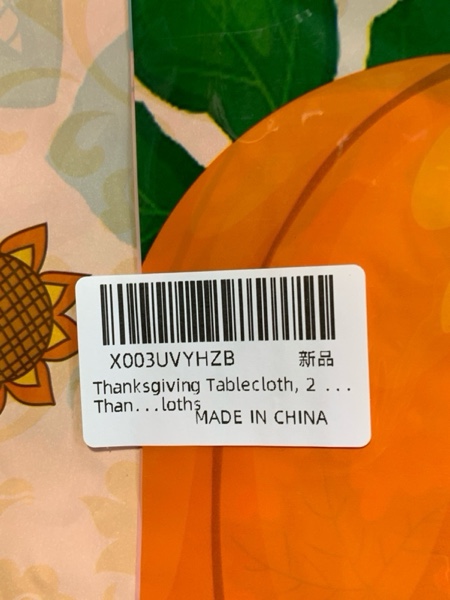 X003UVYHZB 新品
Thanksgiving Tablecloth, 2 ...
Than...loths
MADE IN CHINA